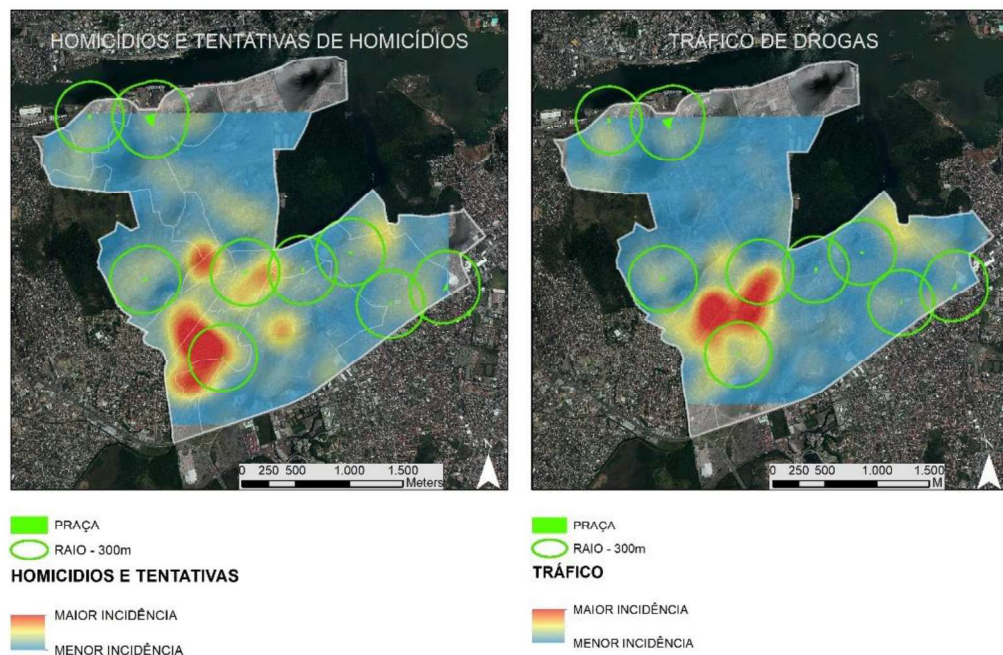 HOMICÍDIOS E TENTATIVAS DE HOMICÍDIOS
0 250 500 1.000 1.500
Meters
N
PRAÇA
RAIO - 300m
HOMICIDIOS E TENTATIVAS
MAIOR INCIDÊNCIA
MENOR INCIDÊNCIA
TRÁFICO DE DROGAS
0 250 500 1.000 1.500
M
N
PRAÇA
RAIO - 300m
TRÁFICO
MAIOR INCIDÊNCIA
MENOR INCIDÊNCIA